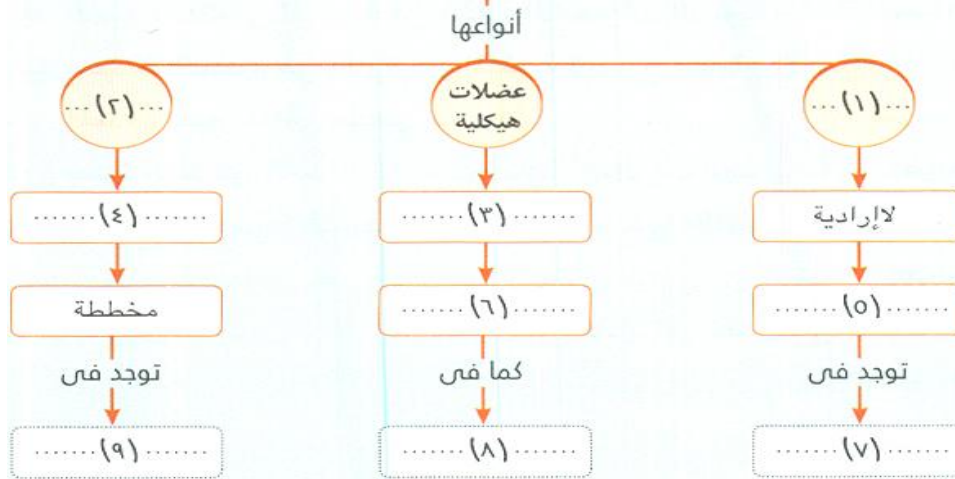 أنواعها
...(١)...
عضلات
هيكلية
...(٢)...
لاإرادية
.......(٣).......
.......(٤).......
.......(٥).......
.......(٦).......
مخططة
توجد فى
كما فى
توجد فى
.......(٧).......
.......(٨).......
.......(٩).......